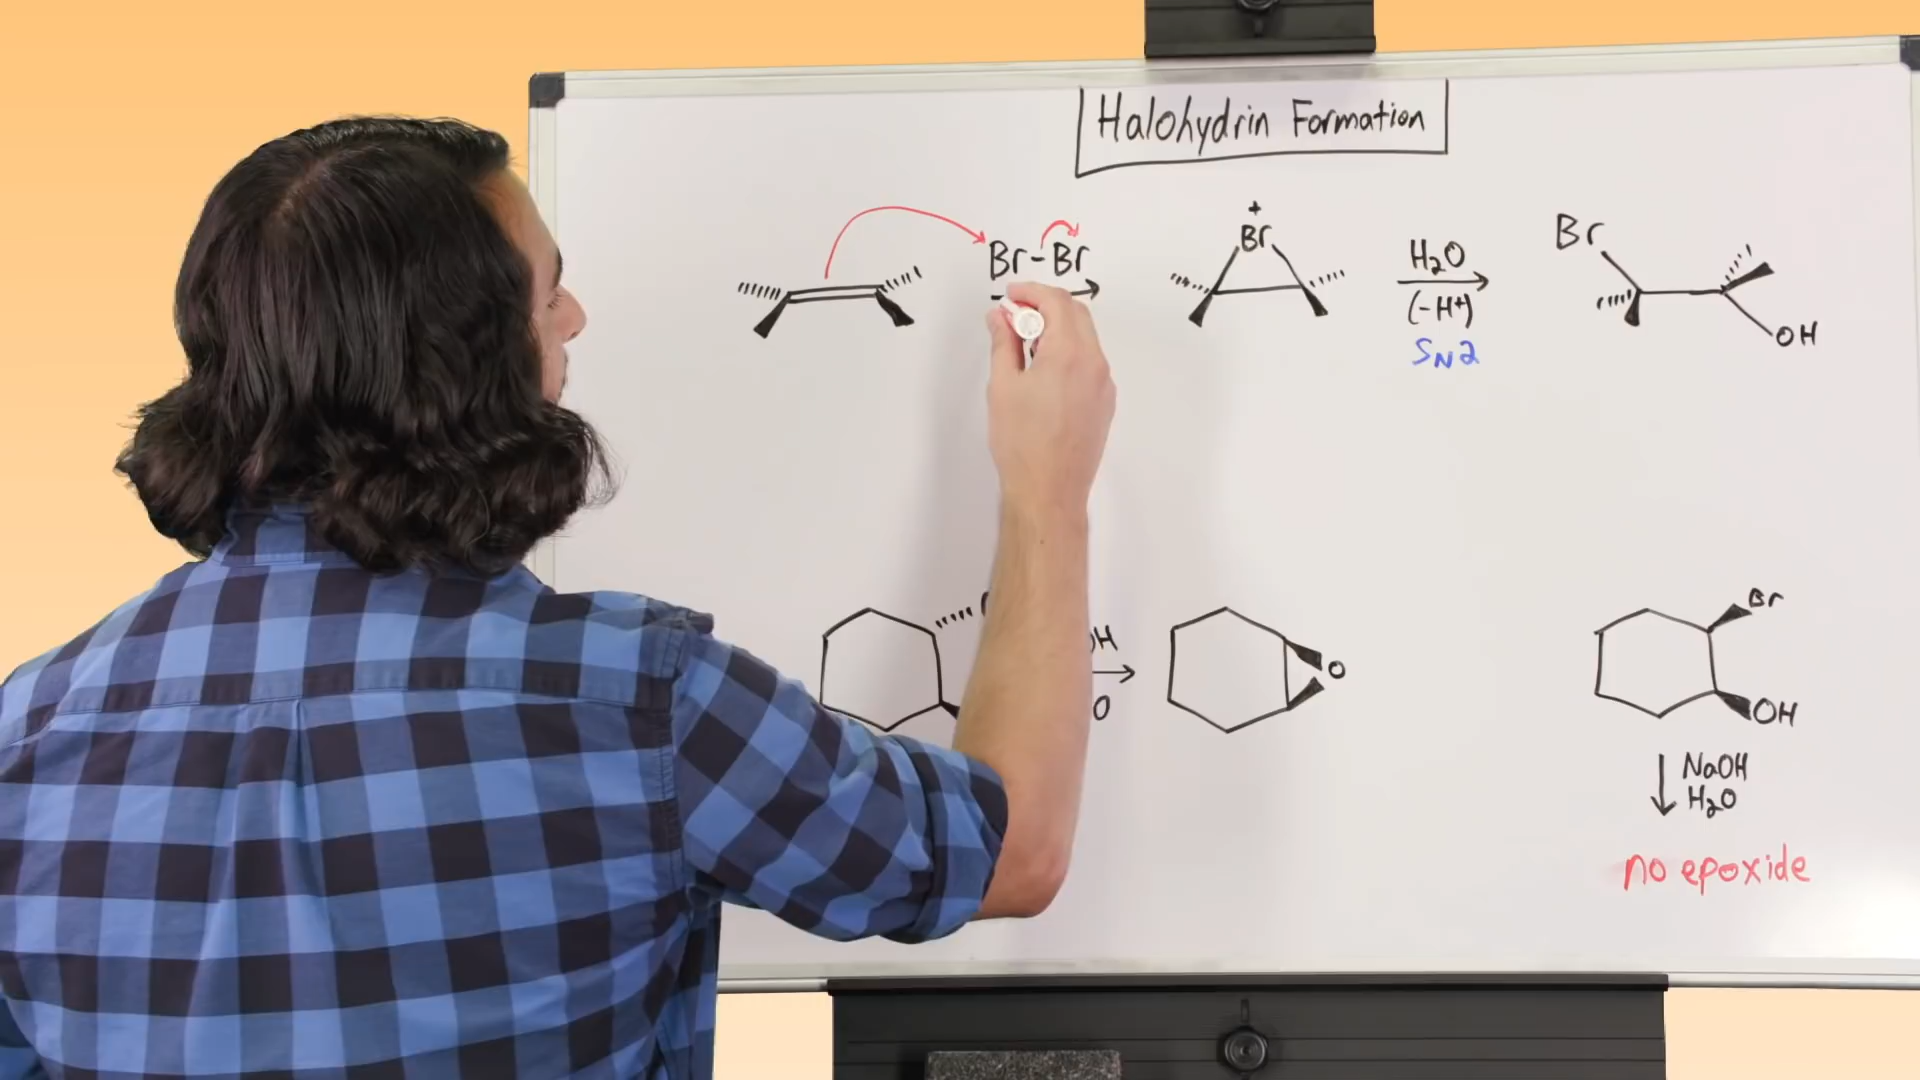 Halohydrin Formation
Br-Br
+
Br
H₂O
(-H⁺)
SN2
Br
OH
O
Br
OH
NaOH
H₂O
no epoxide